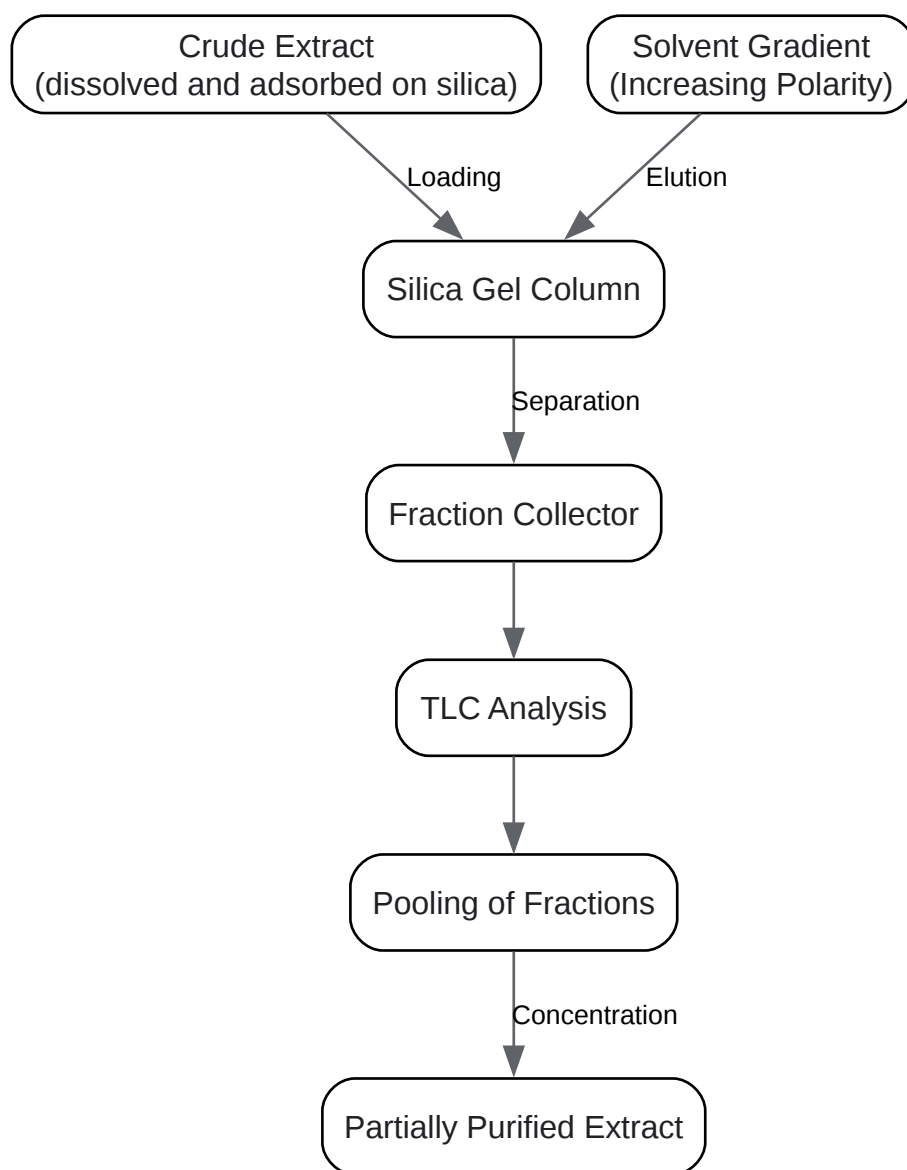 Crude Extract
(dissolved and adsorbed on silica)
Solvent Gradient
(Increasing Polarity)
Loading
Elution
Silica Gel Column
Separation
Fraction Collector
TLC Analysis
Pooling of Fractions
Concentration
Partially Purified Extract